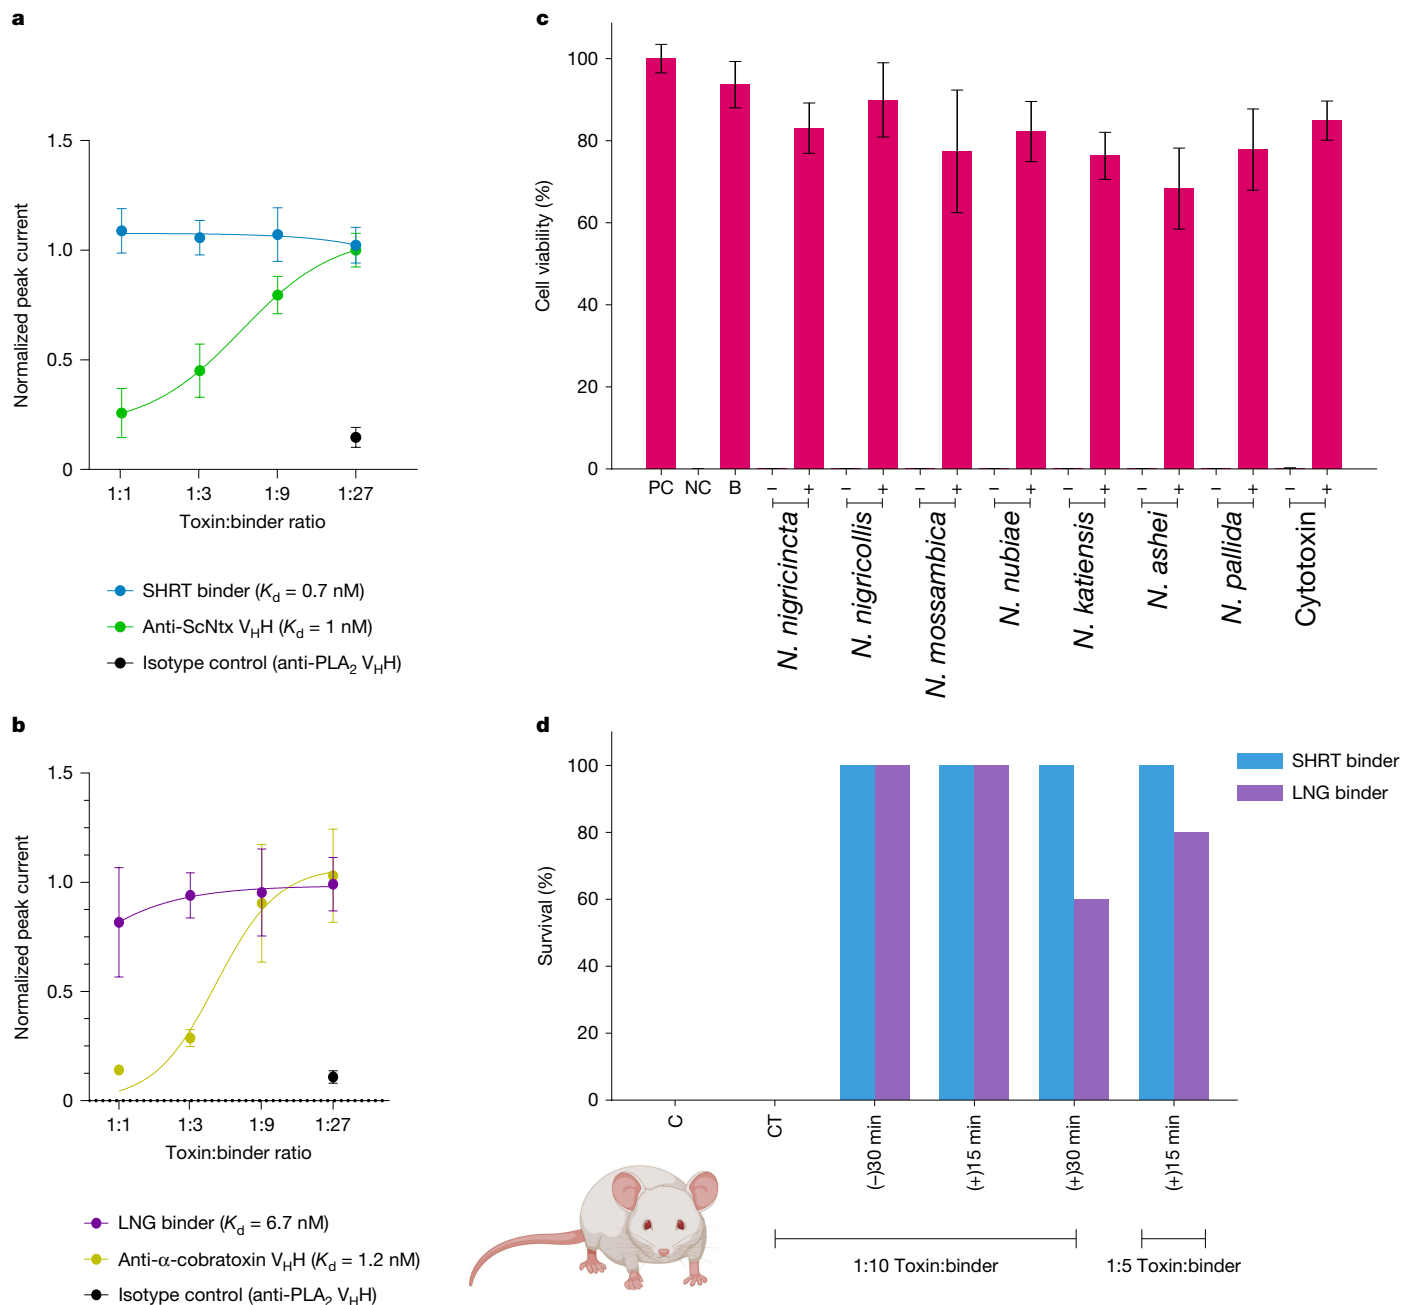 a
1.5
1.0
0.5
0
Normalized peak current
1:1 1:3 1:9 1:27
Toxin:binder ratio
SHRT binder (Kd = 0.7 nM)
Anti-ScNtx VHH (Kd = 1 nM)
Isotype control (anti-PLA2 VHH)
b
1.5
1.0
0.5
0
Normalized peak current
1:1 1:3 1:9 1:27
Toxin:binder ratio
LNG binder (Kd = 6.7 nM)
Anti-α-cobratoxin VHH (Kd = 1.2 nM)
Isotype control (anti-PLA2 VHH)
c
100
80
60
40
20
0
Cell viability (%)
PC NC B − + − + − + − + − + − + − + − +
N. nigricincta
N. nigricollis
N. mossambica
N. nubiae
N. katiensis
N. ashei
N. pallida
Cytotoxin
d
100
80
60
40
20
0
Survival (%)
SHRT binder
LNG binder
C
CT
(−)30 min
(+)15 min
(+)30 min
(+)15 min
1:10 Toxin:binder
1:5 Toxin:binder